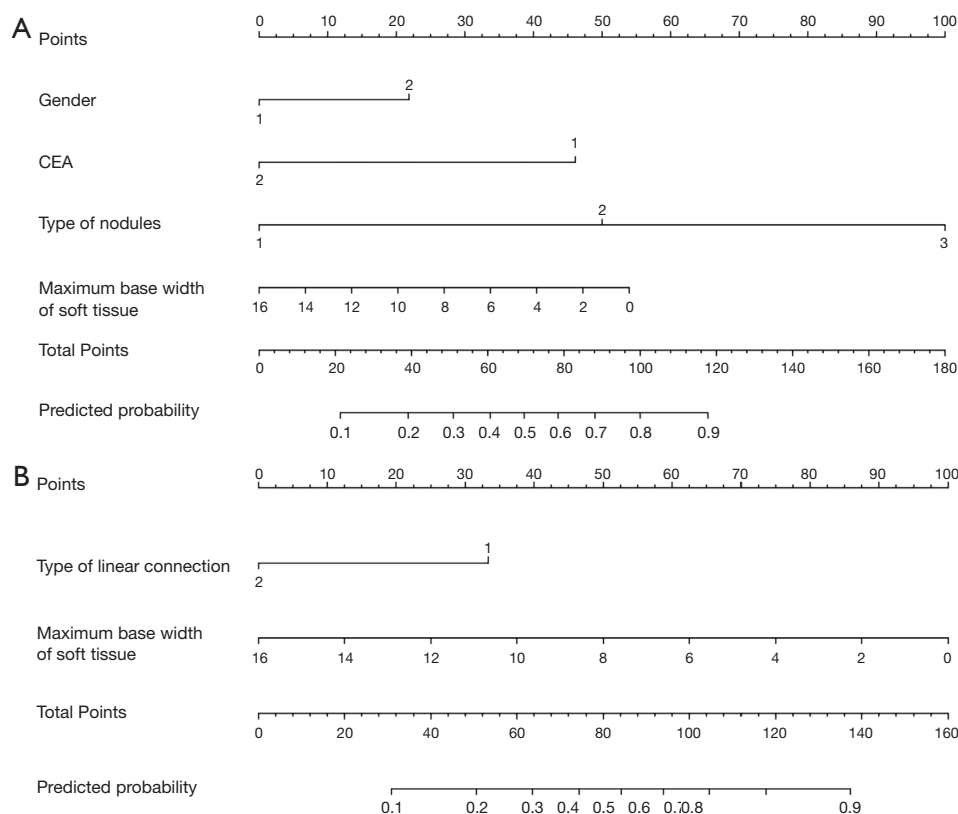 A
Points
0 10 20 30 40 50 60 70 80 90 100
Gender
2
1
CEA
1
2
Type of nodules
2
1 3
Maximum base width
of soft tissue
16 14 12 10 8 6 4 2 0
Total Points
0 20 40 60 80 100 120 140 160 180
Predicted probability
0.1 0.2 0.3 0.4 0.5 0.6 0.7 0.8 0.9
B
Points
0 10 20 30 40 50 60 70 80 90 100
Type of linear connection
1
2
Maximum base width
of soft tissue
16 14 12 10 8 6 4 2 0
Total Points
0 20 40 60 80 100 120 140 160
Predicted probability
0.1 0.2 0.3 0.4 0.5 0.6 0.7 0.8 0.9